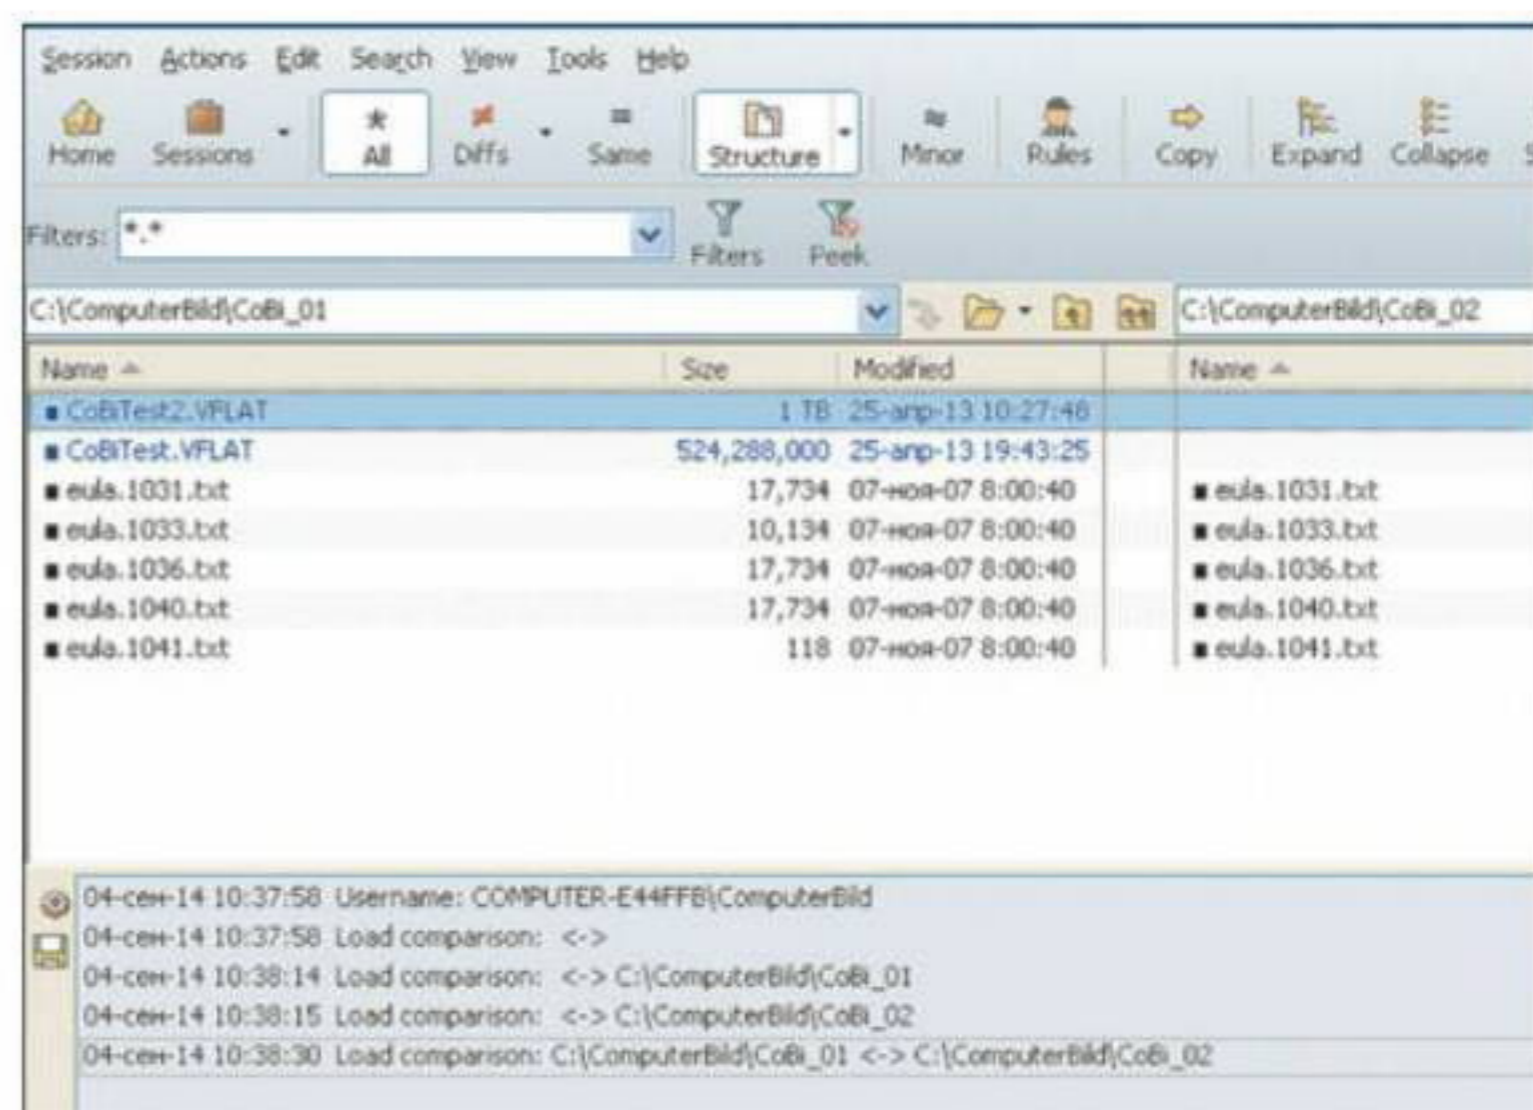 Session Actions Edit Search View Tools Help
Home Sessions All Diffs Same Structure Minor Rules Copy Expand Collapse
Filters: *.* Filters Peek
C:\ComputerBild\CoBi_01 C:\ComputerBild\CoBi_02
Name Size Modified Name
CoBiTest2.VFLAT 1 TB 25-апр-13 10:27:48
CoBiTest.VFLAT 524,288,000 25-апр-13 19:43:25
eula.1031.txt 17,734 07-ноя-07 8:00:40 eula.1031.txt
eula.1033.txt 10,134 07-ноя-07 8:00:40 eula.1033.txt
eula.1036.txt 17,734 07-ноя-07 8:00:40 eula.1036.txt
eula.1040.txt 17,734 07-ноя-07 8:00:40 eula.1040.txt
eula.1041.txt 118 07-ноя-07 8:00:40 eula.1041.txt
04-сен-14 10:37:58 Username: COMPUTER-E44FFB\ComputerBild
04-сен-14 10:37:58 Load comparison: <->
04-сен-14 10:38:14 Load comparison: <-> C:\ComputerBild\CoBi_01
04-сен-14 10:38:15 Load comparison: <-> C:\ComputerBild\CoBi_02
04-сен-14 10:38:30 Load comparison: C:\ComputerBild\CoBi_01 <-> C:\ComputerBild\CoBi_02